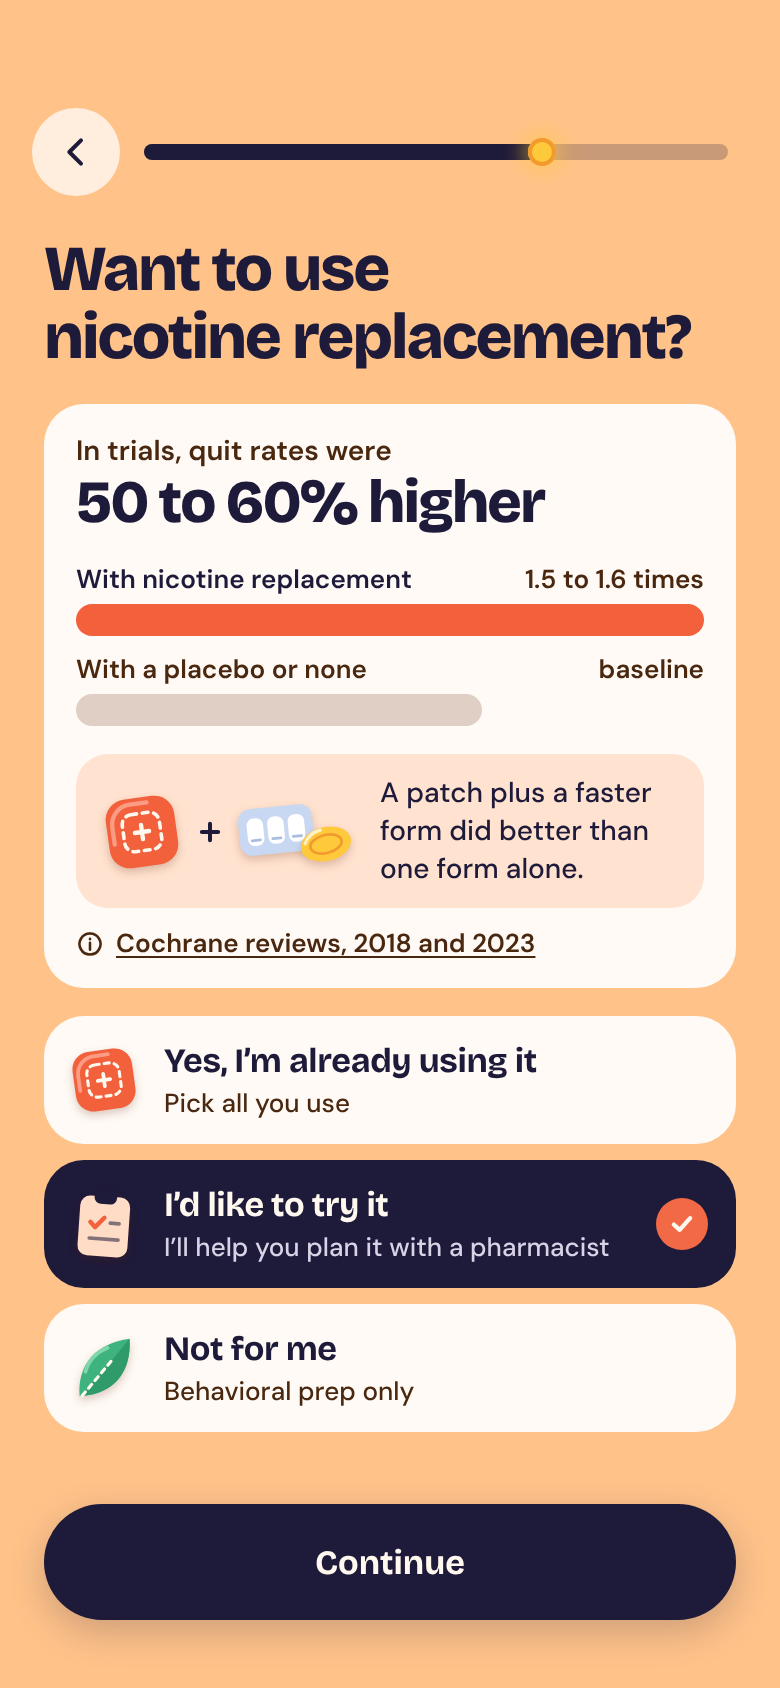 Want to use
nicotine replacement?
In trials, quit rates were
50 to 60% higher
With nicotine replacement 1.5 to 1.6 times
With a placebo or none baseline
A patch plus a faster
form did better than
one form alone.
Cochrane reviews, 2018 and 2023
Yes, I’m already using it
Pick all you use
I’d like to try it
I’ll help you plan it with a pharmacist
Not for me
Behavioral prep only
Continue